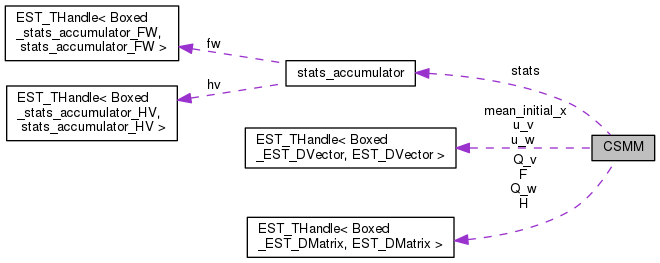 EST_THandle< Boxed
_stats_accumulator_FW,
stats_accumulator_FW >
fw
EST_THandle< Boxed
_stats_accumulator_HV,
stats_accumulator_HV >
hv
stats_accumulator
stats
EST_THandle< Boxed
_EST_DVector, EST_DVector >
mean_initial_x
u_v
u_w
CSMM
EST_THandle< Boxed
_EST_DMatrix, EST_DMatrix >
Q_v
F
Q_w
H